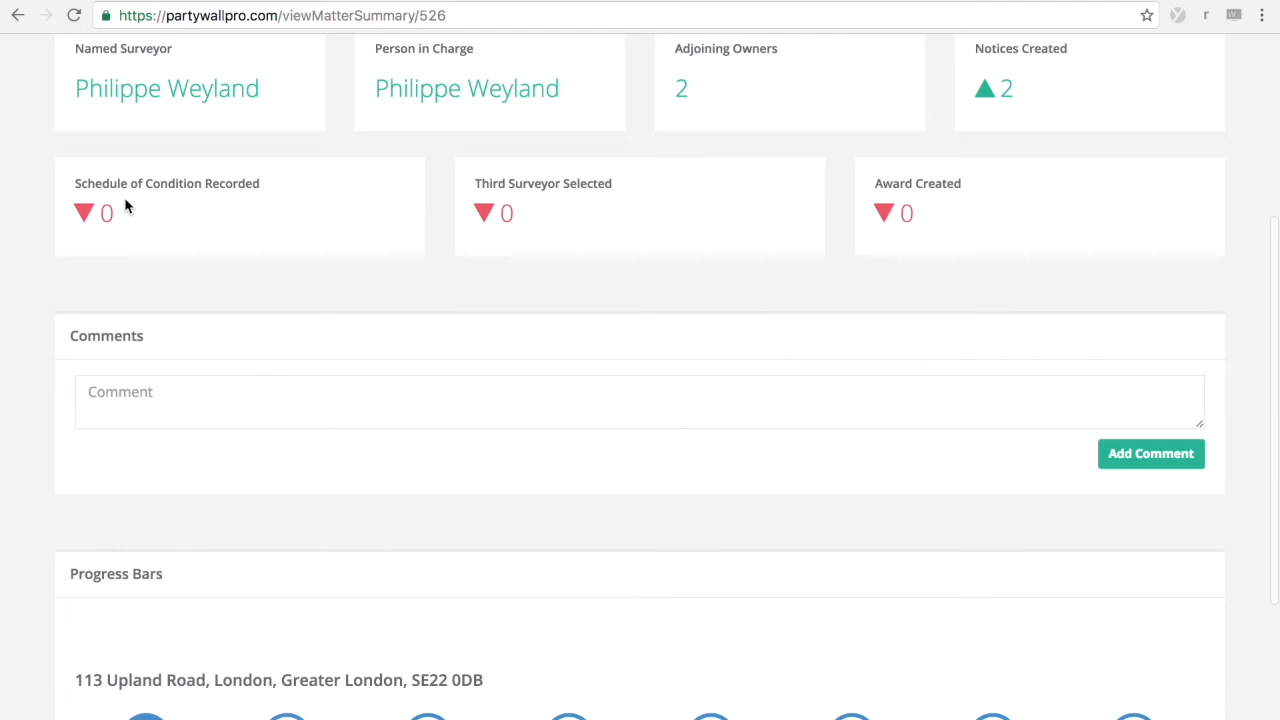 https://partywallpro.com/viewMatterSummary/526
Named Surveyor
Person in Charge
Adjoining Owners
Notices Created
Philippe Weyland
Philippe Weyland
2
2
Schedule of Condition Recorded
Third Surveyor Selected
Award Created
0
0
0
Comments
Comment
Add Comment
Progress Bars
113 Upland Road, London, Greater London, SE22 0DB